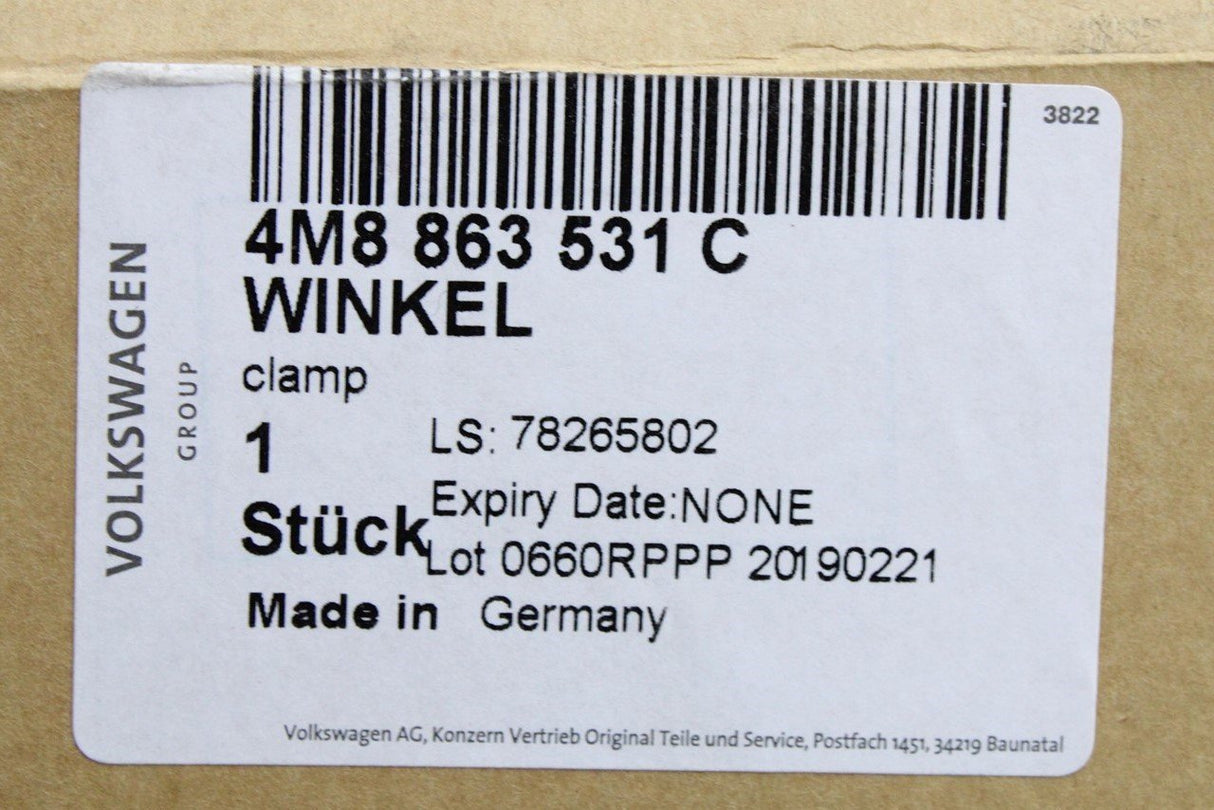 3822
4M8 863 531 C
WINKEL
clamp
1
LS: 78265802
Expiry Date:NONE
Stück
Lot 0660RPPP 20190221
Made in Germany
VOLKSWAGEN
GROUP
Volkswagen AG, Konzern Vertrieb Original Teile und Service, Postfach 1451, 34219 Baunatal